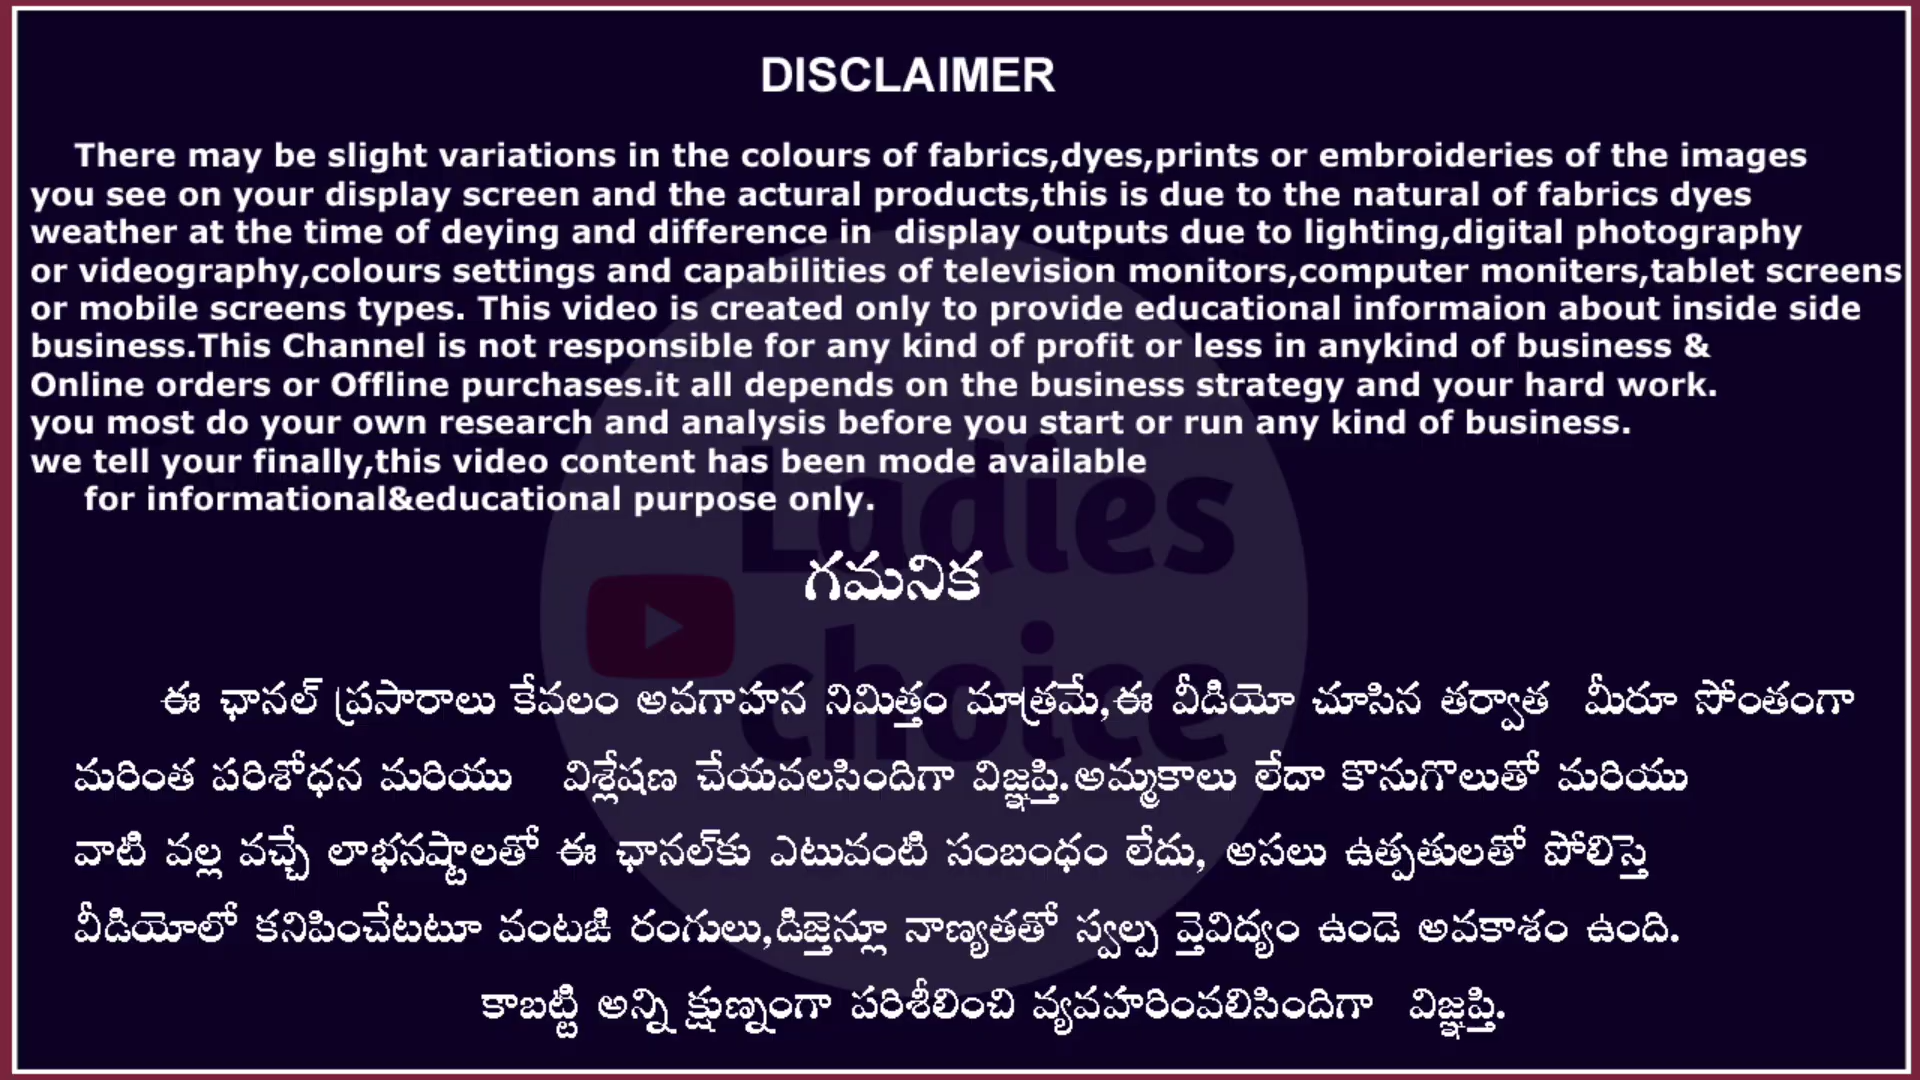 DISCLAIMER
There may be slight variations in the colours of fabrics,dyes,prints or embroideries of the images
you see on your display screen and the actural products,this is due to the natural of fabrics dyes
weather at the time of deying and difference in display outputs due to lighting,digital photography
or videography,colours settings and capabilities of television monitors,computer moniters,tablet screens
or mobile screens types. This video is created only to provide educational informaion about inside side
business.This Channel is not responsible for any kind of profit or less in anykind of business &
Online orders or Offline purchases.it all depends on the business strategy and your hard work.
you most do your own research and analysis before you start or run any kind of business.
we tell your finally,this video content has been mode available
for informational&educational purpose only.
Ladies
choice
గమనిక
ఈ ఛానల్ ప్రసారాలు కేవలం అవగాహన నిమిత్తం మాత్రమే,ఈ వీడియో చూసిన తర్వాత మీరూ సోంతంగా
మరింత పరిశోధన మరియు విశ్లేషణ చేయవలసిందిగా విజ్ఞప్తి.అమ్మకాలు లేదా కొనుగొలుతో మరియు
వాటి వల్ల వచ్చే లాభనష్టాలతో ఈ ఛానల్‌కు ఎటువంటి సంబంధం లేదు, అసలు ఉత్పతులతో పోలిస్తె
వీడియోలో కనిపించేటటూ వంటఙి రంగులు,డిజైన్లూ నాణ్యతతో స్వల్ప వైవిద్యం ఉండె అవకాశం ఉంది.
కాబట్టి అన్ని క్షుణ్నంగా పరిశీలించి వ్యవహరింవలిసిందిగా విజ్ఞప్తి.